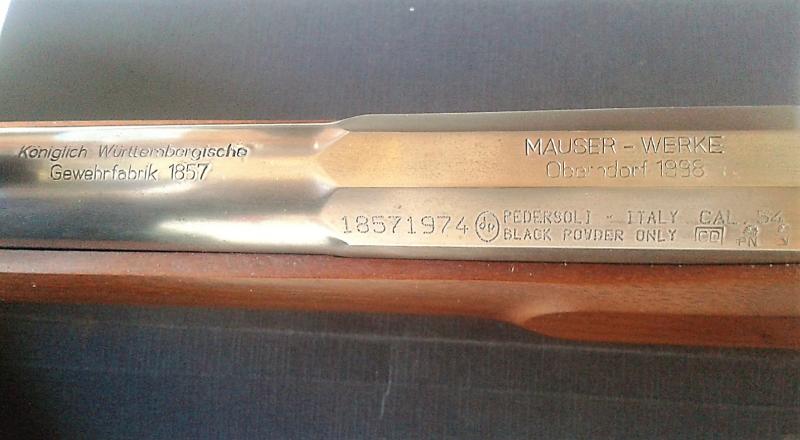 Königlich Württembergische
Gewehrfabrik 1857
MAUSER - WERKE
Oberndorf 1998
18571974 PEDERSOLI - ITALY CAL. 54
BLACK POWDER ONLY PN